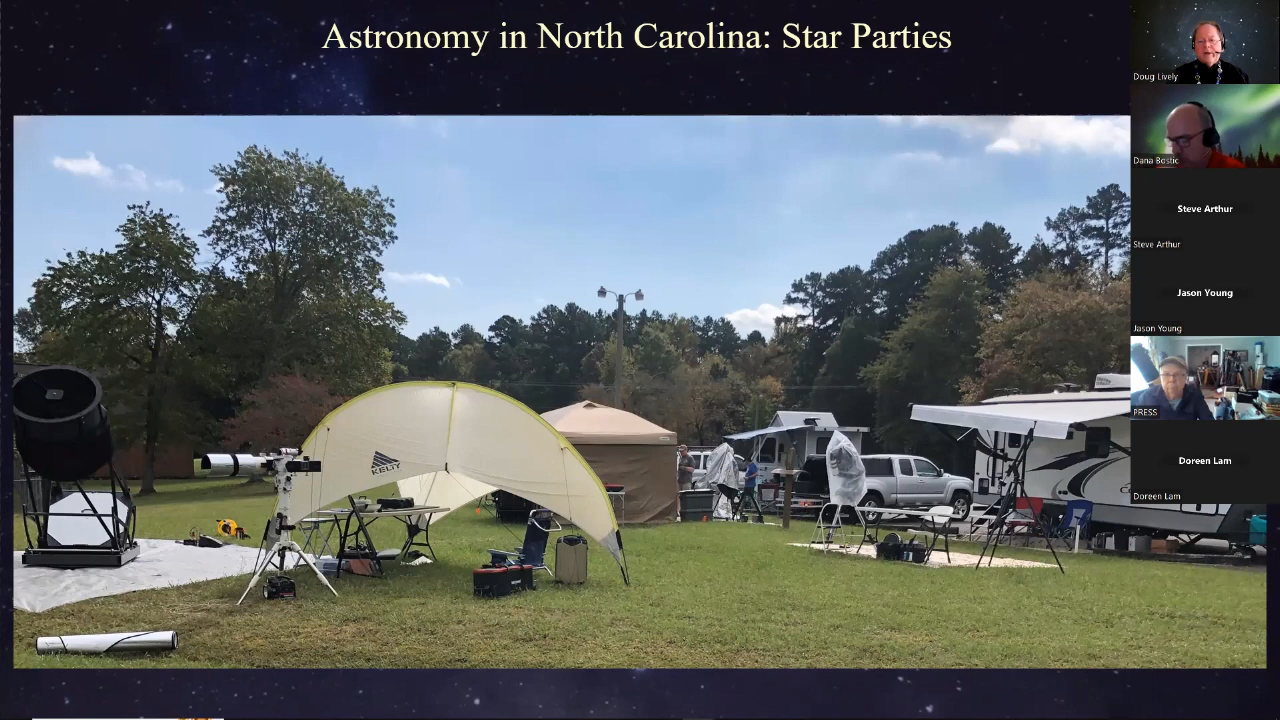 Astronomy in North Carolina: Star Parties
Doug Lively
Dana Bostic
Steve Arthur
Steve Arthur
Jason Young
Jason Young
PRESS
Doreen Lam
Doreen Lam
KELTY